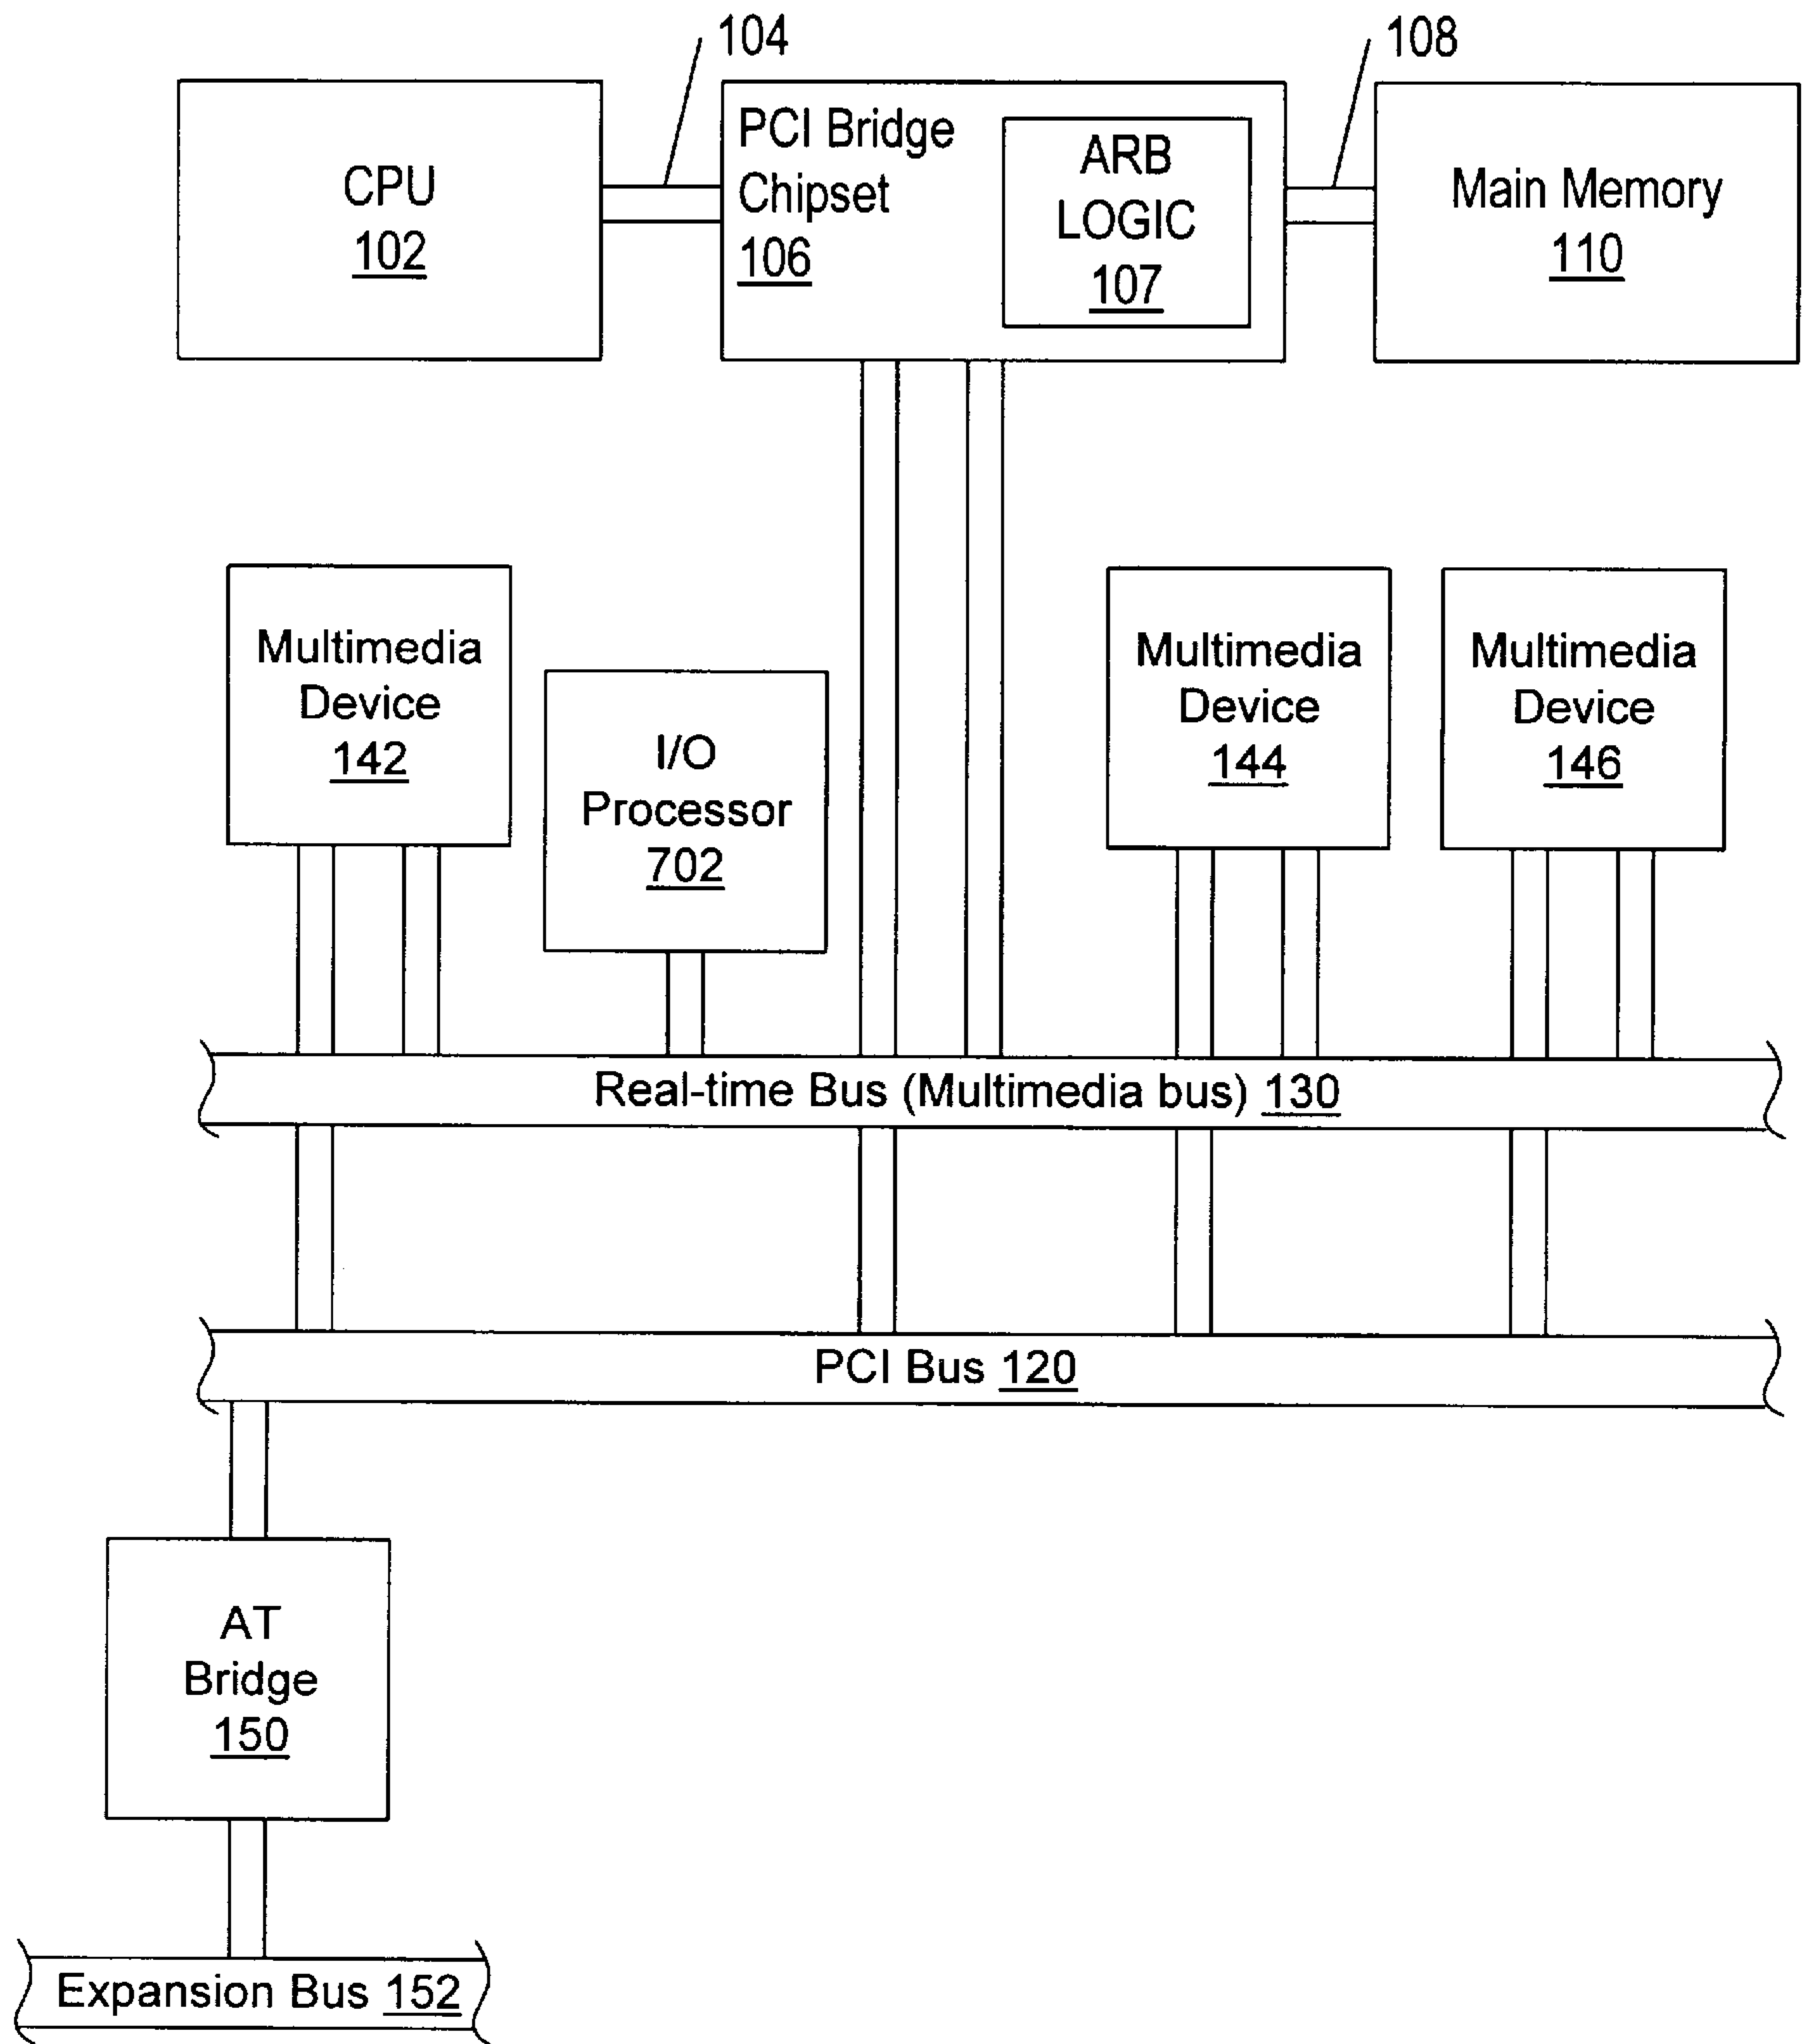 104
108
CPU
102
PCI Bridge
Chipset
106
ARB
LOGIC
107
Main Memory
110
Multimedia
Device
142
I/O
Processor
702
Multimedia
Device
144
Multimedia
Device
146
Real-time Bus (Multimedia bus) 130
PCI Bus 120
AT
Bridge
150
Expansion Bus 152